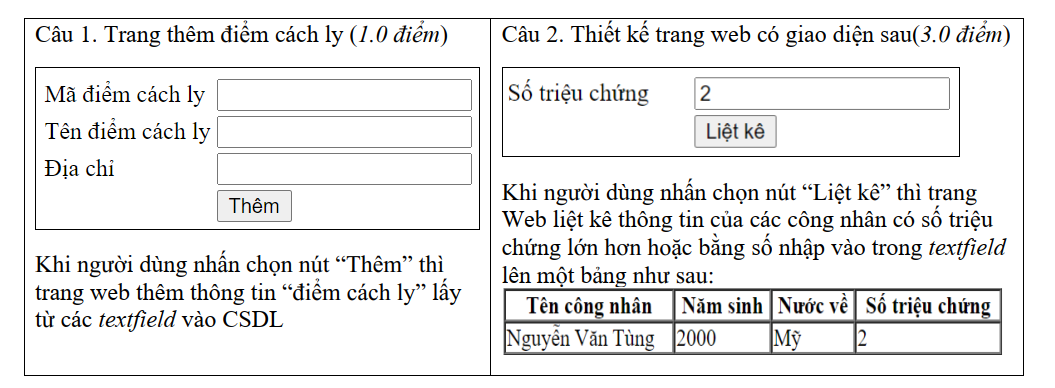 Câu 1. Trang thêm điểm cách ly (1.0 điểm)
Mã điểm cách ly
Tên điểm cách ly
Địa chỉ
Thêm
Khi người dùng nhấn chọn nút “Thêm” thì
trang web thêm thông tin “điểm cách ly” lấy
từ các textfield vào CSDL
Câu 2. Thiết kế trang web có giao diện sau(3.0 điểm)
Số triệu chứng 2
Liệt kê
Khi người dùng nhấn chọn nút “Liệt kê” thì trang
Web liệt kê thông tin của các công nhân có số triệu
chứng lớn hơn hoặc bằng số nhập vào trong textfield
lên một bảng như sau:
Tên công nhân Năm sinh Nước về Số triệu chứng
Nguyễn Văn Tùng 2000 Mỹ 2